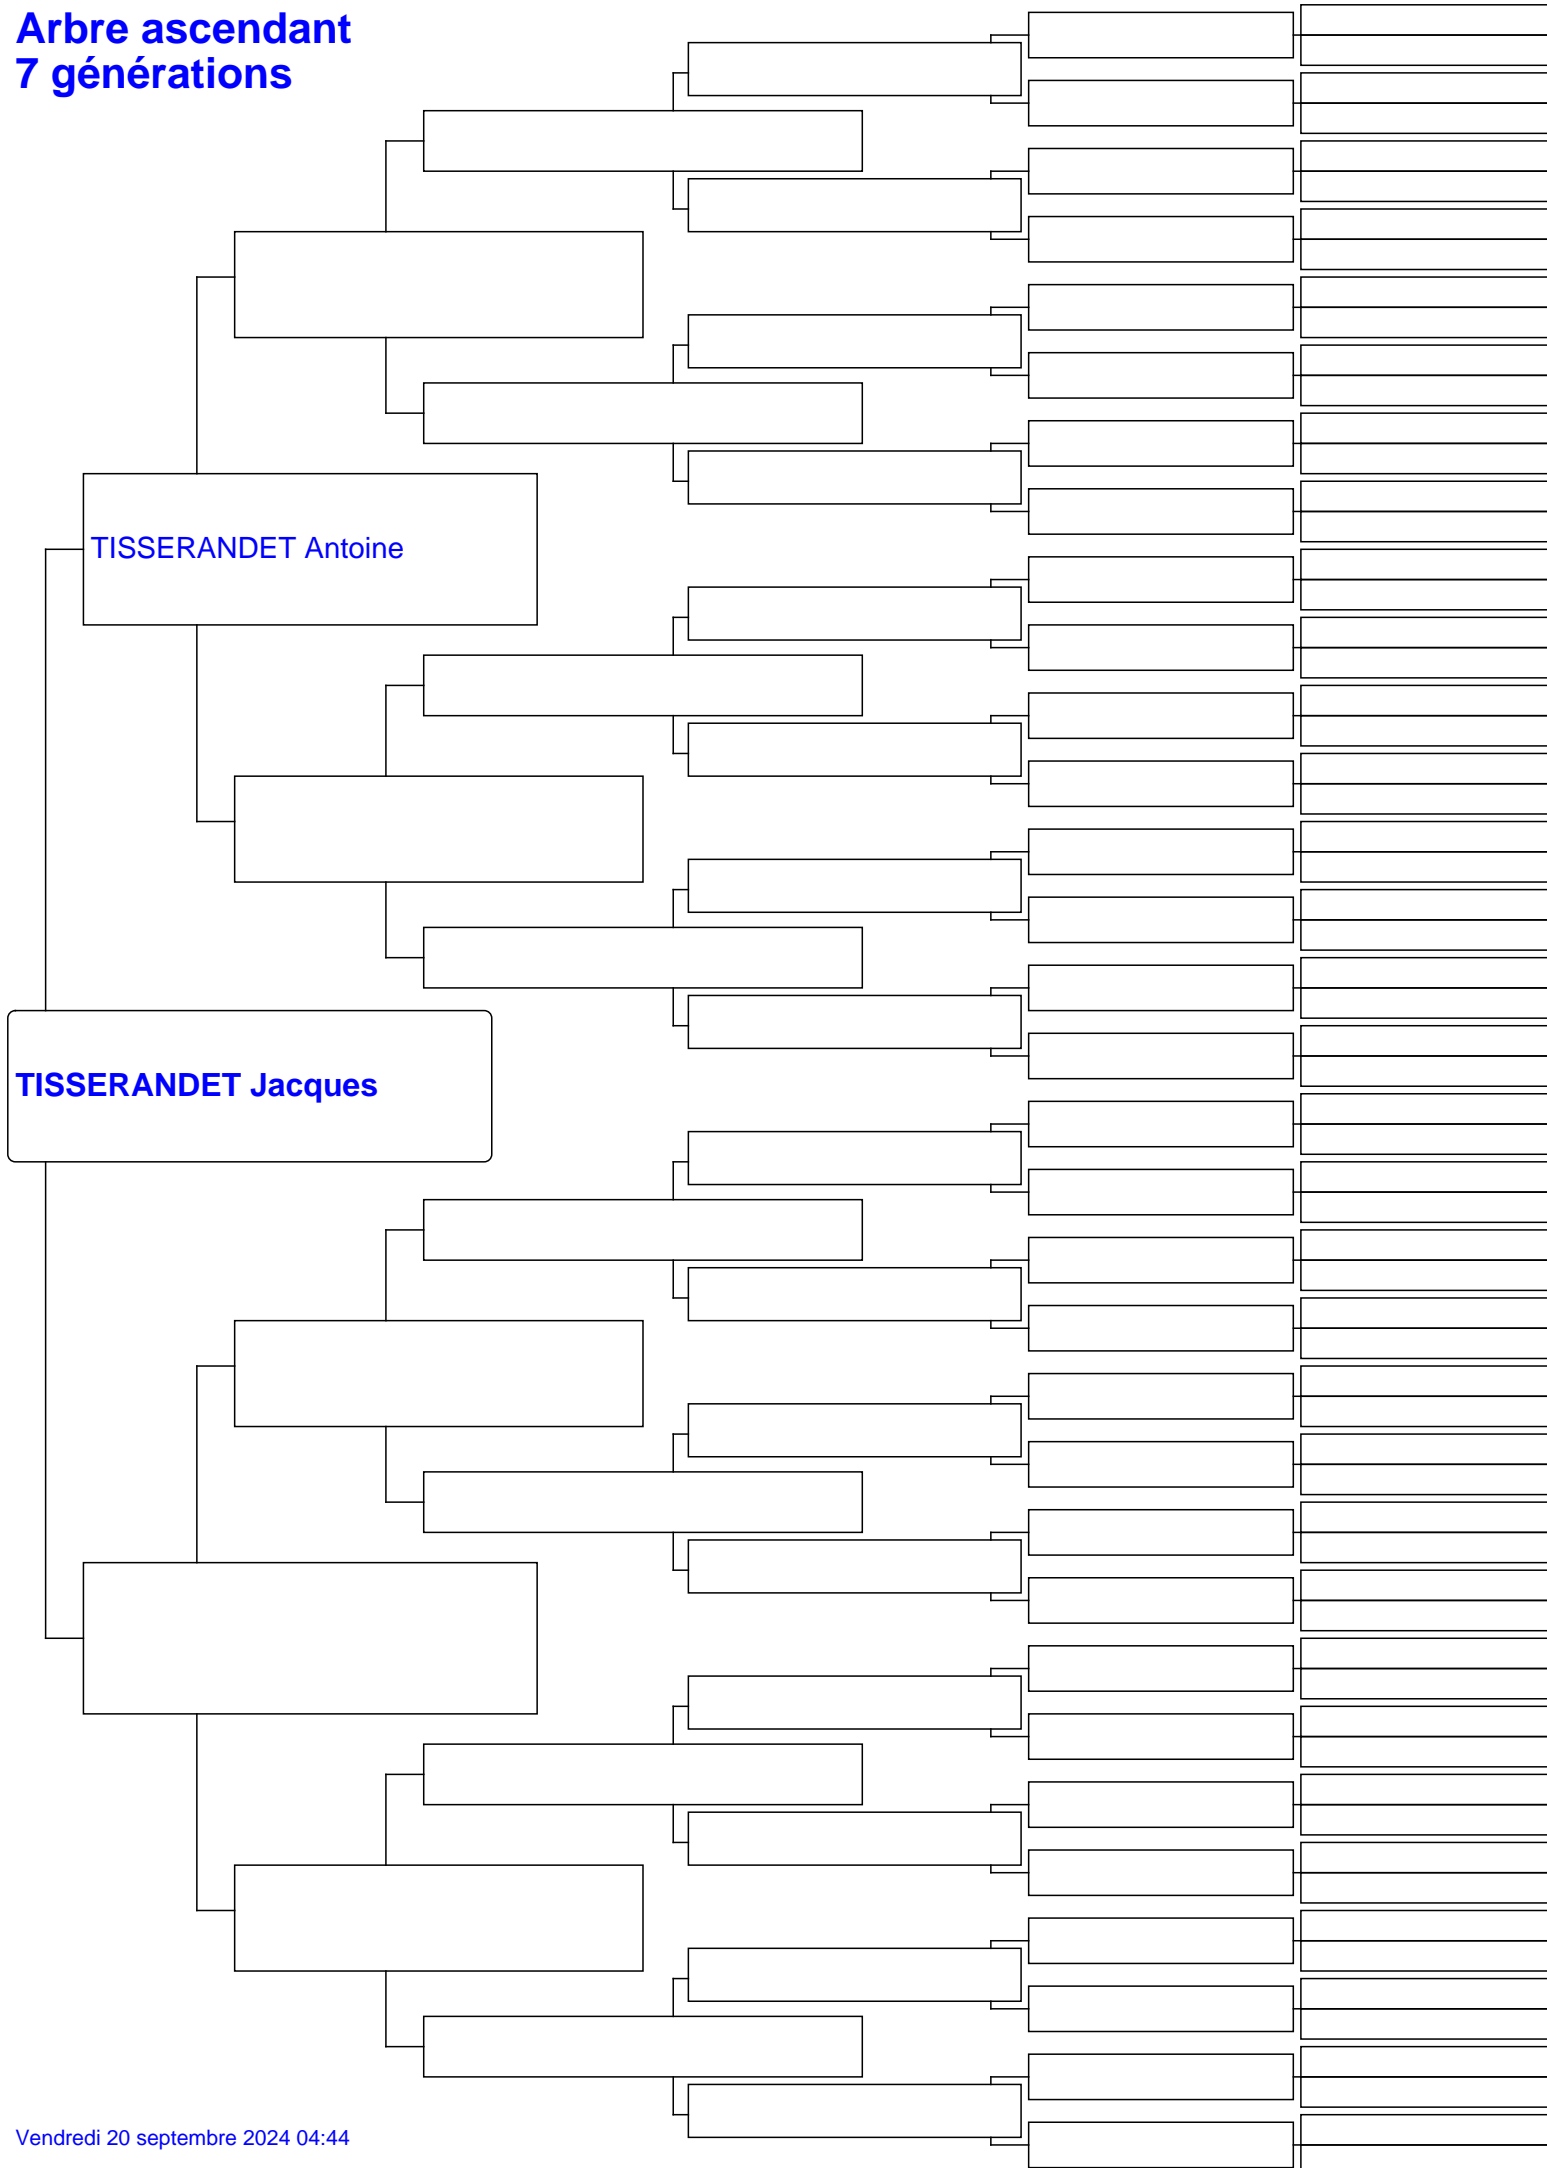 Arbre ascendant
7 générations
TISSERANDET Antoine
TISSERANDET Jacques
Vendredi 20 septembre 2024 04:44